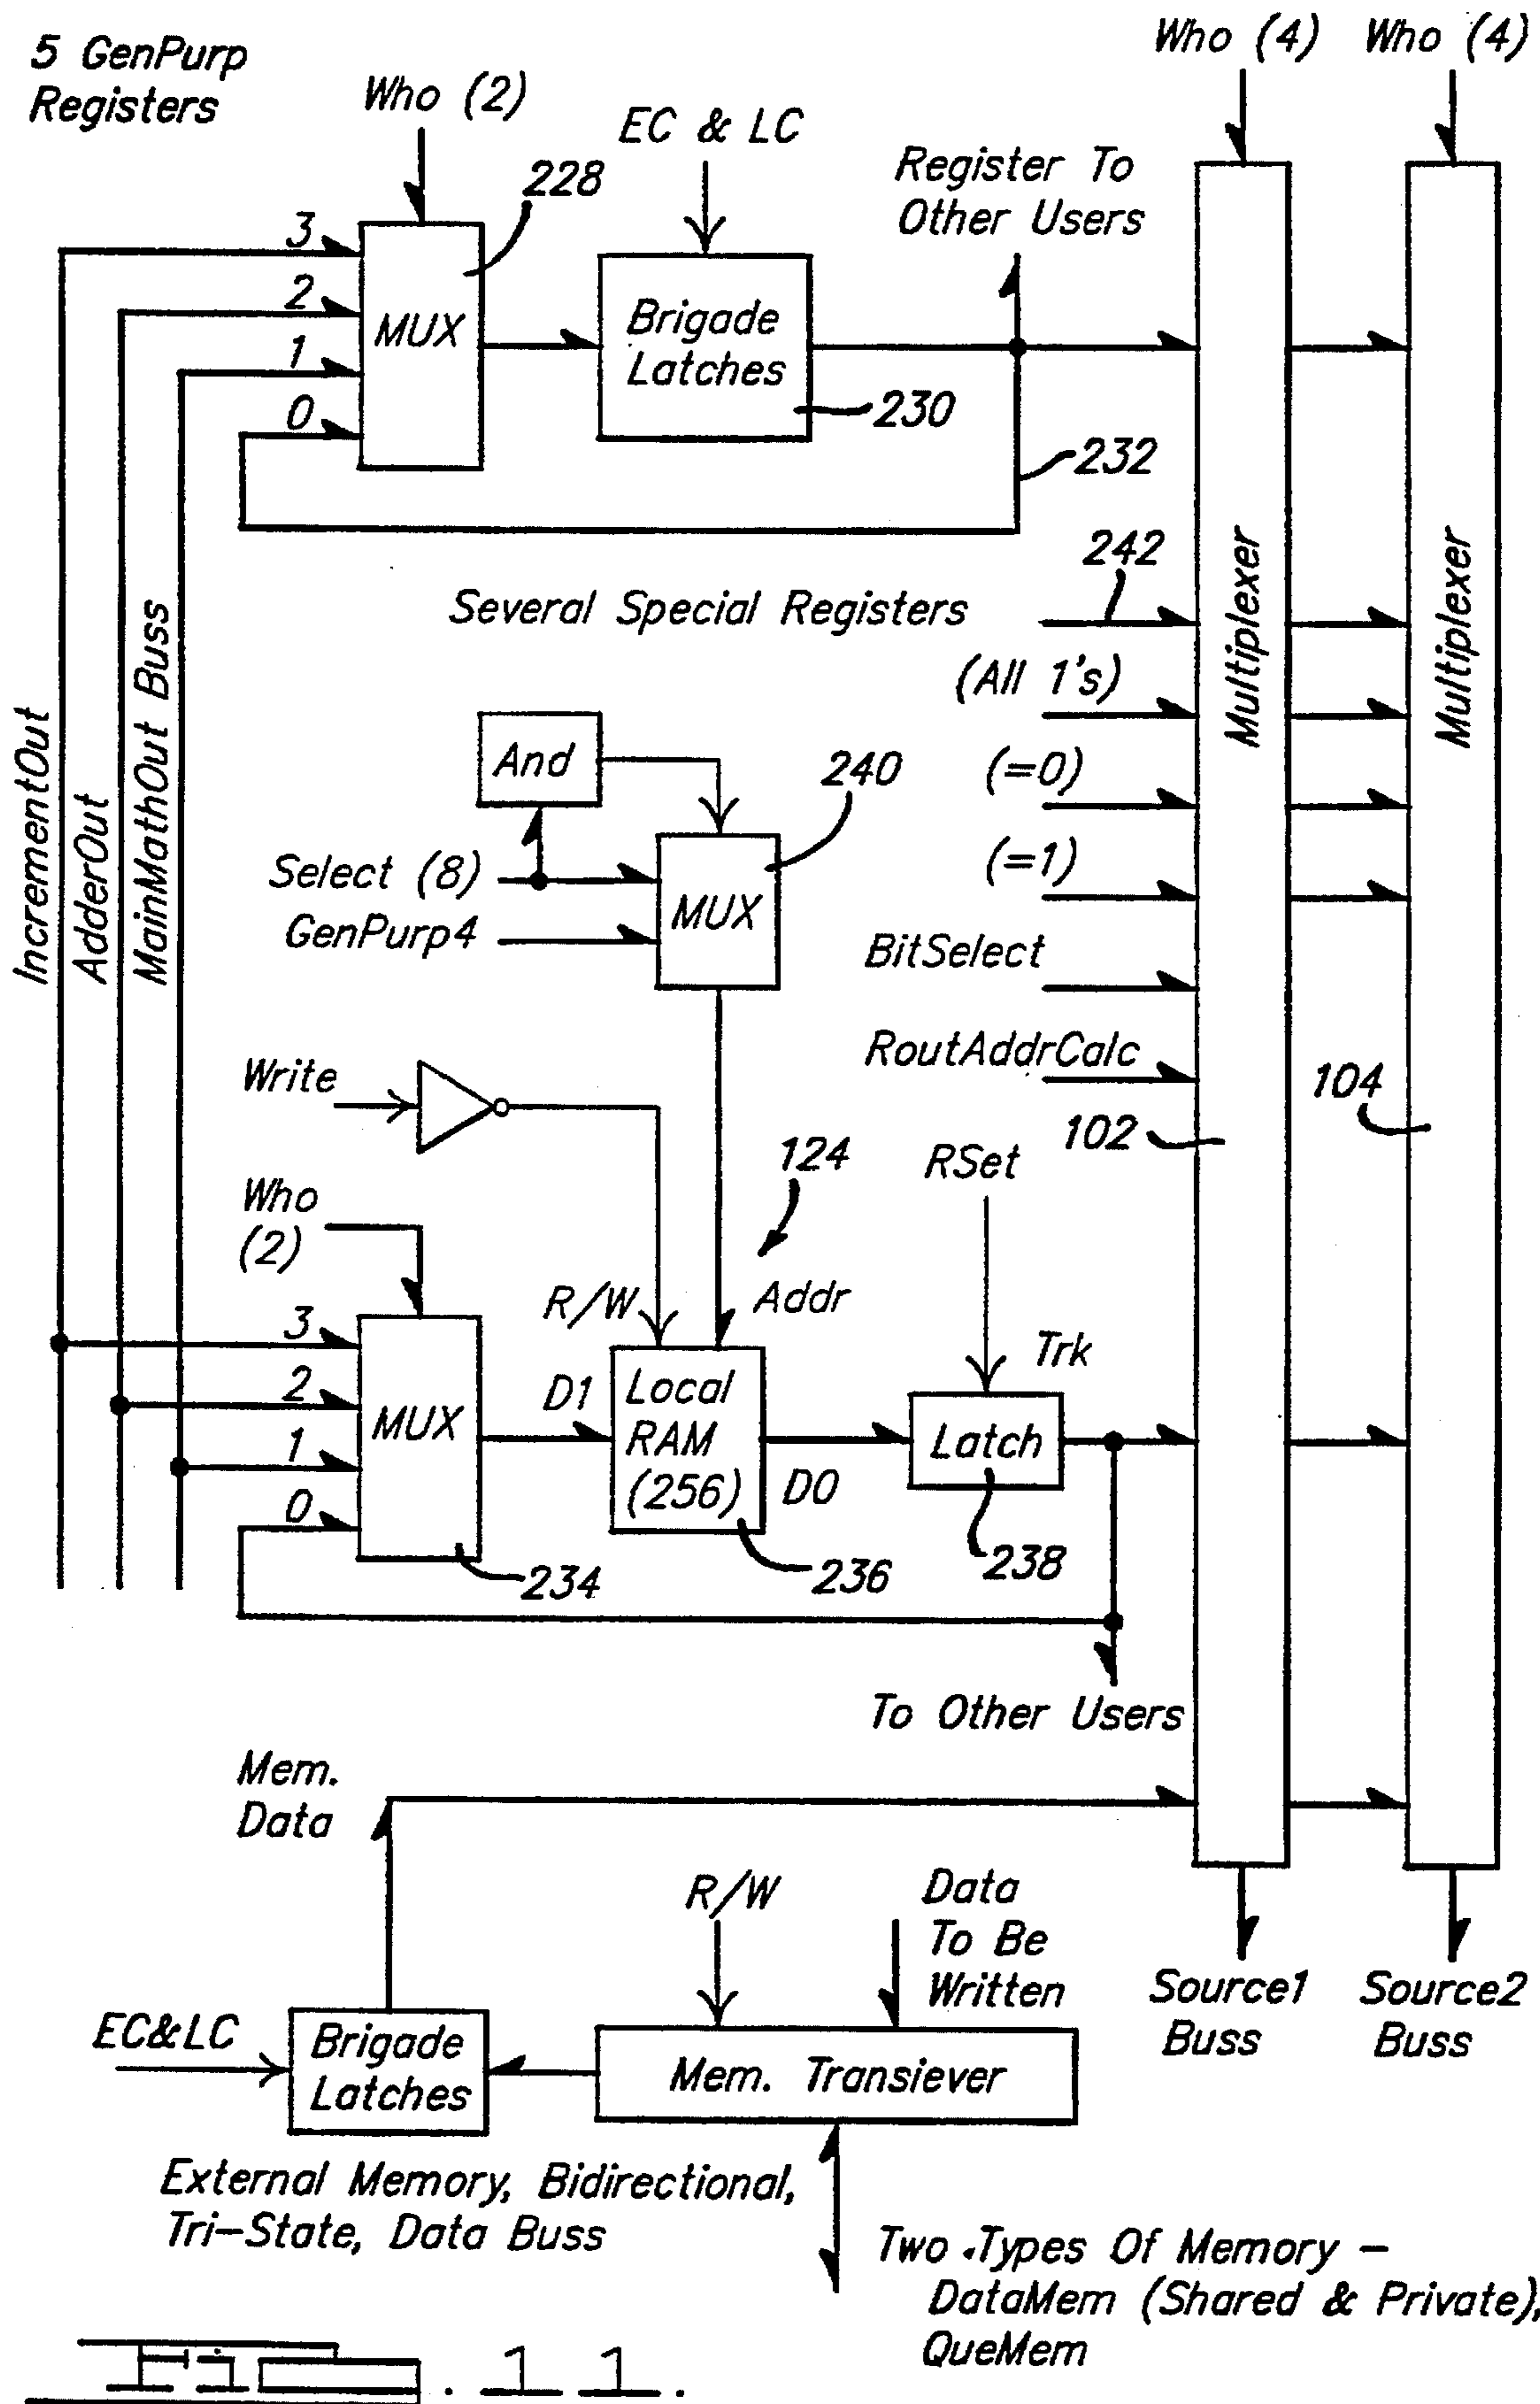 5 GenPurp
Registers
Who (2)
EC & LC
Who (4)
Who (4)
228
Register To
Other Users
3
2
1
0
MUX
Brigade
Latches
230
232
242
Several Special Registers
(All 1's)
(=0)
(=1)
BitSelect
RoutAddrCalc
Multiplexer
Multiplexer
IncrementOut
AdderOut
MainMathOut Buss
And
240
Select (8)
GenPurp4
MUX
Write
102
104
124
RSet
Who
(2)
R/W
Addr
Trk
3
2
1
0
MUX
D1
Local
RAM
(256)
DO
Latch
234
236
238
To Other Users
Mem.
Data
R/W
Data
To Be
Written
Source1
Buss
Source2
Buss
EC&LC
Brigade
Latches
Mem. Transiever
External Memory, Bidirectional,
Tri-State, Data Buss
Two Types Of Memory -
DataMem (Shared & Private),
QueMem
FIG. 11.